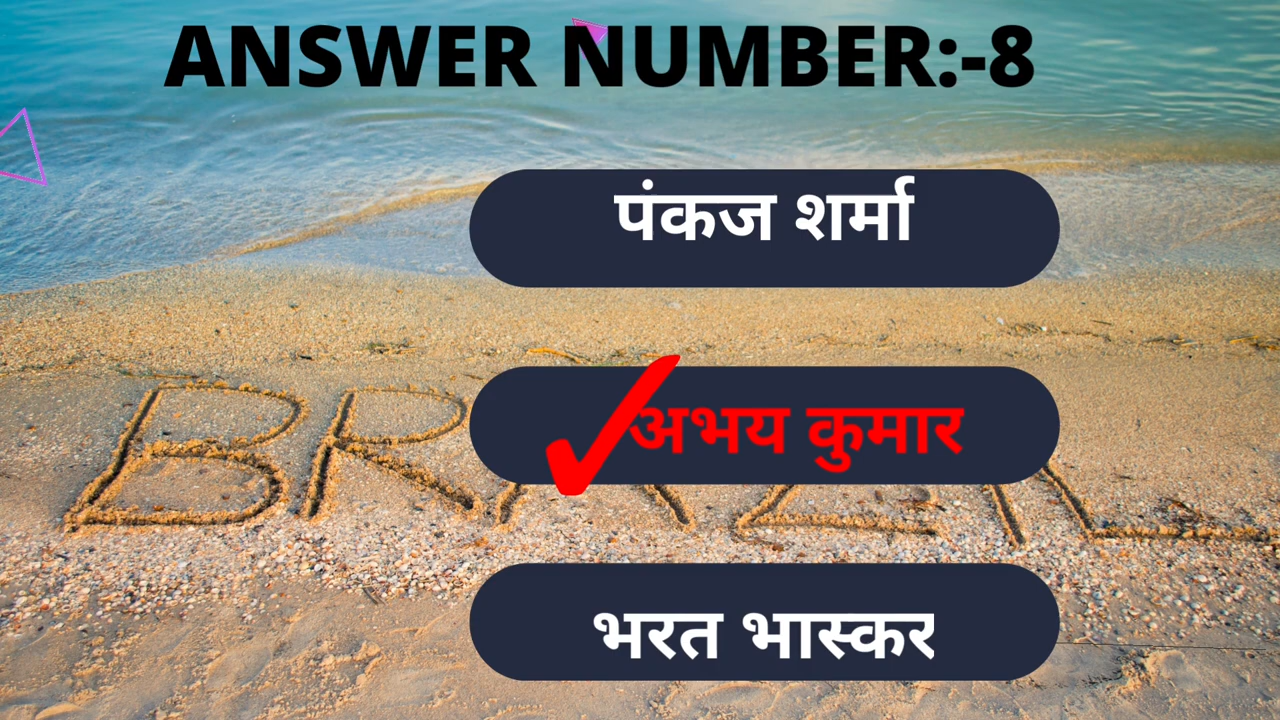 ANSWER NUMBER:-8
पंकज शर्मा
अभय कुमार
भरत भास्कर
BRAZIL